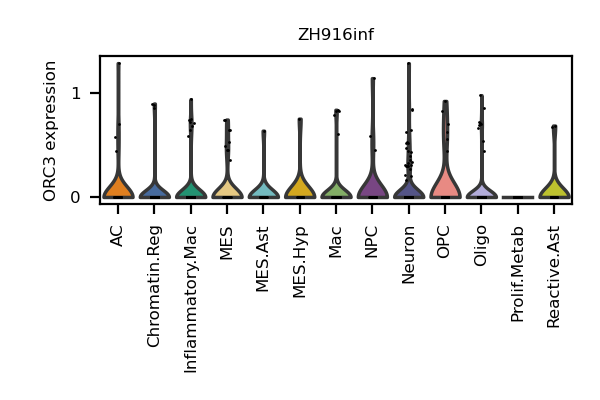 ZH916inf
ORC3 expression
1
0
AC
Chromatin.Reg
Inflammatory.Mac
MES
MES.Ast
MES.Hyp
Mac
NPC
Neuron
OPC
Oligo
Prolif.Metab
Reactive.Ast